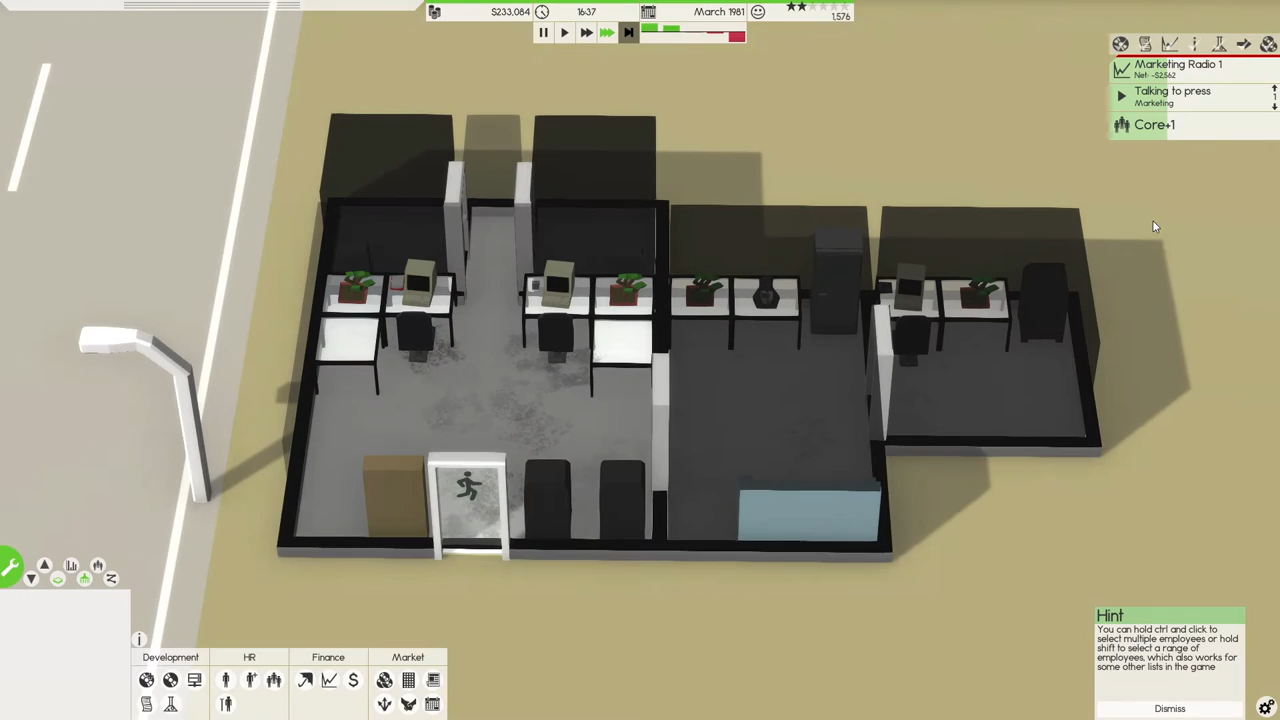 $233,084
16:37
March 1981
1,576
Marketing Radio 1
Net: -$2,562
Talking to press
Marketing
1
Core+1
Hint
You can hold ctrl and click to
select multiple employees or hold
shift to select a range of
employees, which also works for
some other lists in the game
Dismiss
Development
HR
Finance
Market